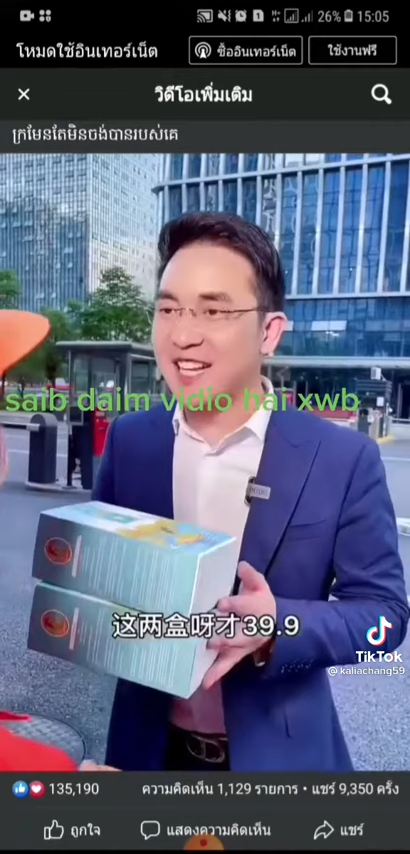 26% 15:05
โหมดใช้อินเทอร์เน็ต
ซื้ออินเทอร์เน็ต
ใช้งานฟรี
วิดีโอเพิ่มเติม
ក្រមែនតែមិនចង់បានរបស់គេ
saib daim vidio hai xwb
这两盒呀才39.9
TikTok
@kaliachang59
135,190
ความคิดเห็น 1,129 รายการ • แชร์ 9,350 ครั้ง
ถูกใจ
แสดงความคิดเห็น
แชร์